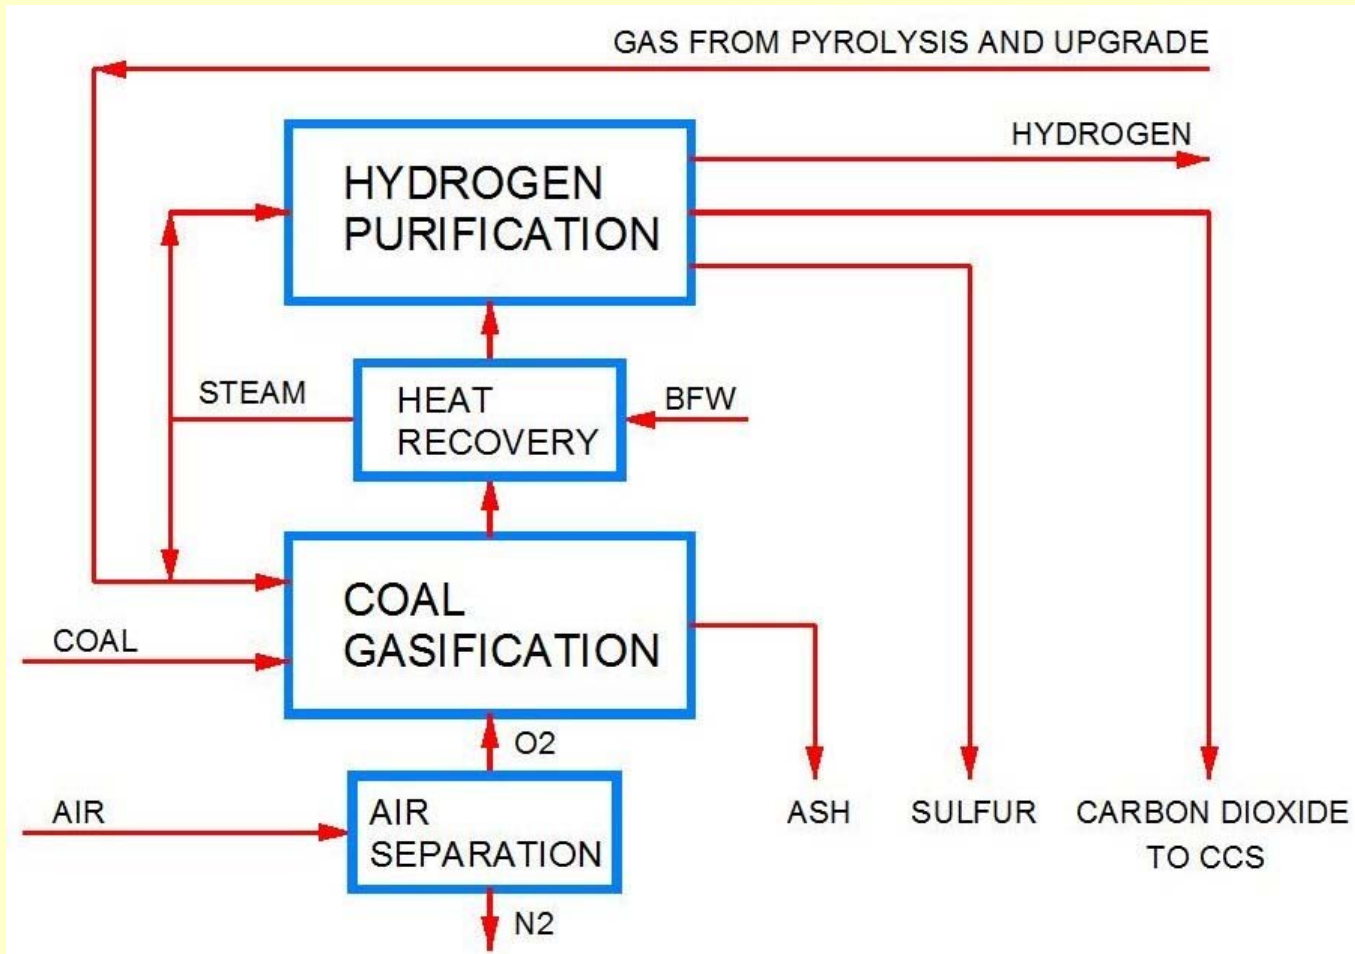 GAS FROM PYROLYSIS AND UPGRADE
HYDROGEN
HYDROGEN
PURIFICATION
STEAM
HEAT
RECOVERY
BFW
COAL
GASIFICATION
COAL
O2
AIR
AIR
SEPARATION
N2
ASH
SULFUR
CARBON DIOXIDE
TO CCS